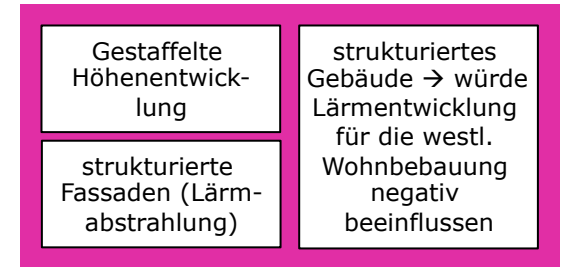 Gestaffelte
Höhenentwick-
lung
strukturierte
Fassaden (Lärm-
abstrahlung)
strukturiertes
Gebäude → würde
Lärmentwicklung
für die westl.
Wohnbebauung
negativ
beeinflussen